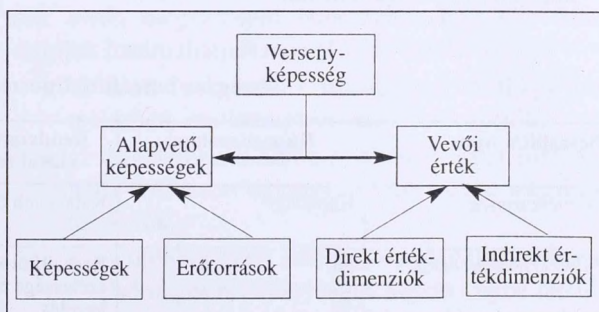 Verseny-
képesség
Alapvető
képességek
Vevői
érték
Képességek
Erőforrások
Direkt érték-
dimenziók
Indirekt ér-
tékdimenziók